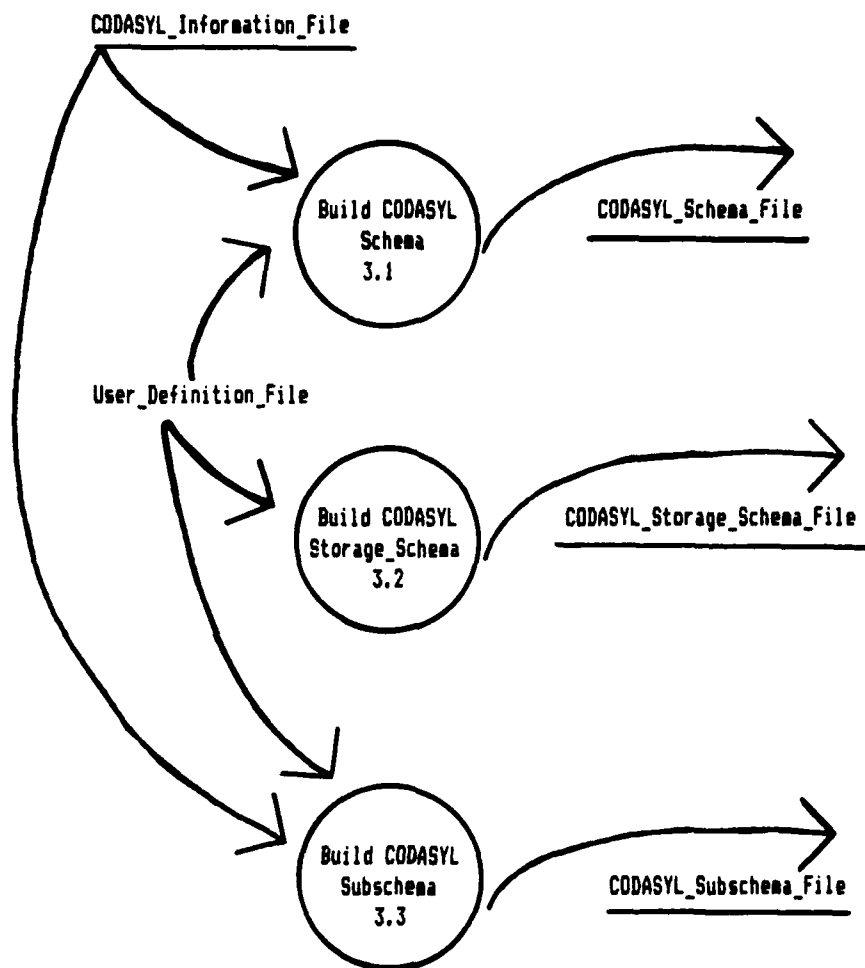 CODASYL_Information_File
Build CODASYL
Schema
3.1
CODASYL_Schema_File
User_Definition_File
Build CODASYL
Storage_Schema
3.2
CODASYL_Storage_Schema_File
Build CODASYL
Subschema
3.3
CODASYL_Subschema_File